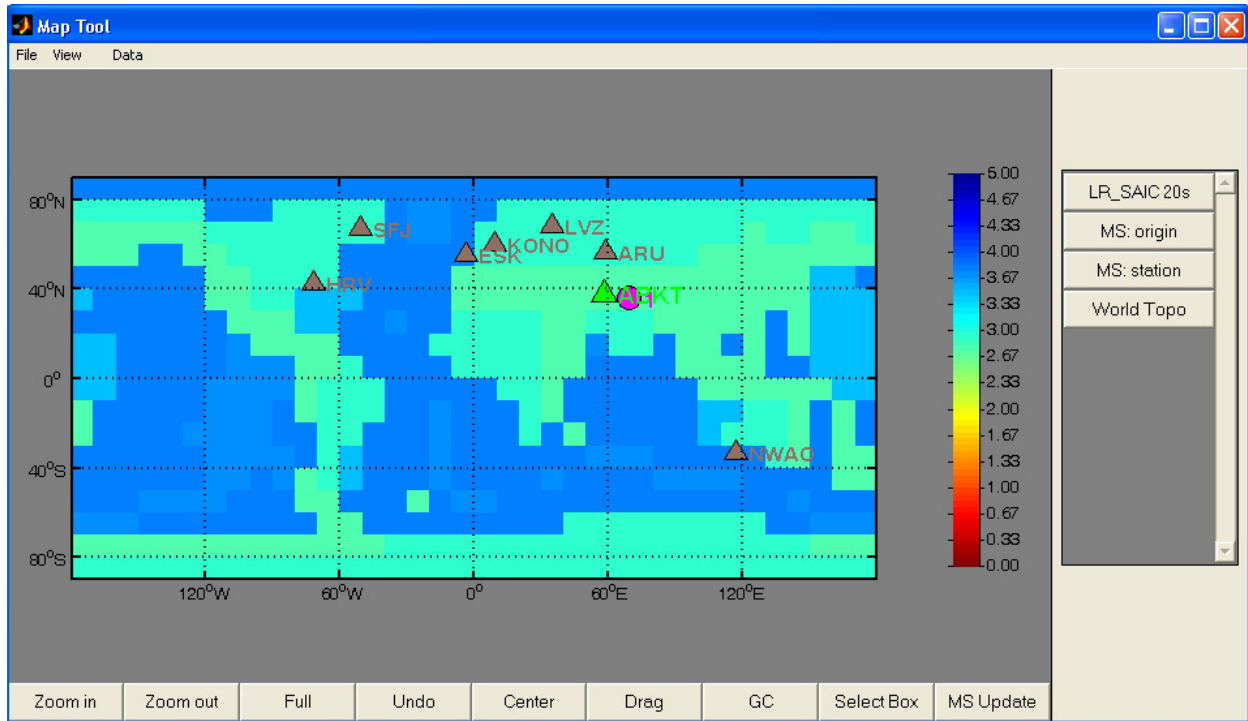 Map Tool
File View Data
80°N
40°N
0°
40°S
80°S
120°W 60°W 0° 60°E 120°E
SFJ
LVZ
KONO
ESK
ARU
HRV
NWAO
5.00
4.67
4.33
4.00
3.67
3.33
3.00
2.67
2.33
2.00
1.67
1.33
1.00
0.67
0.33
0.00
LR_SAIC 20s
MS: origin
MS: station
World Topo
Zoom in Zoom out Full Undo Center Drag GC Select Box MS Update